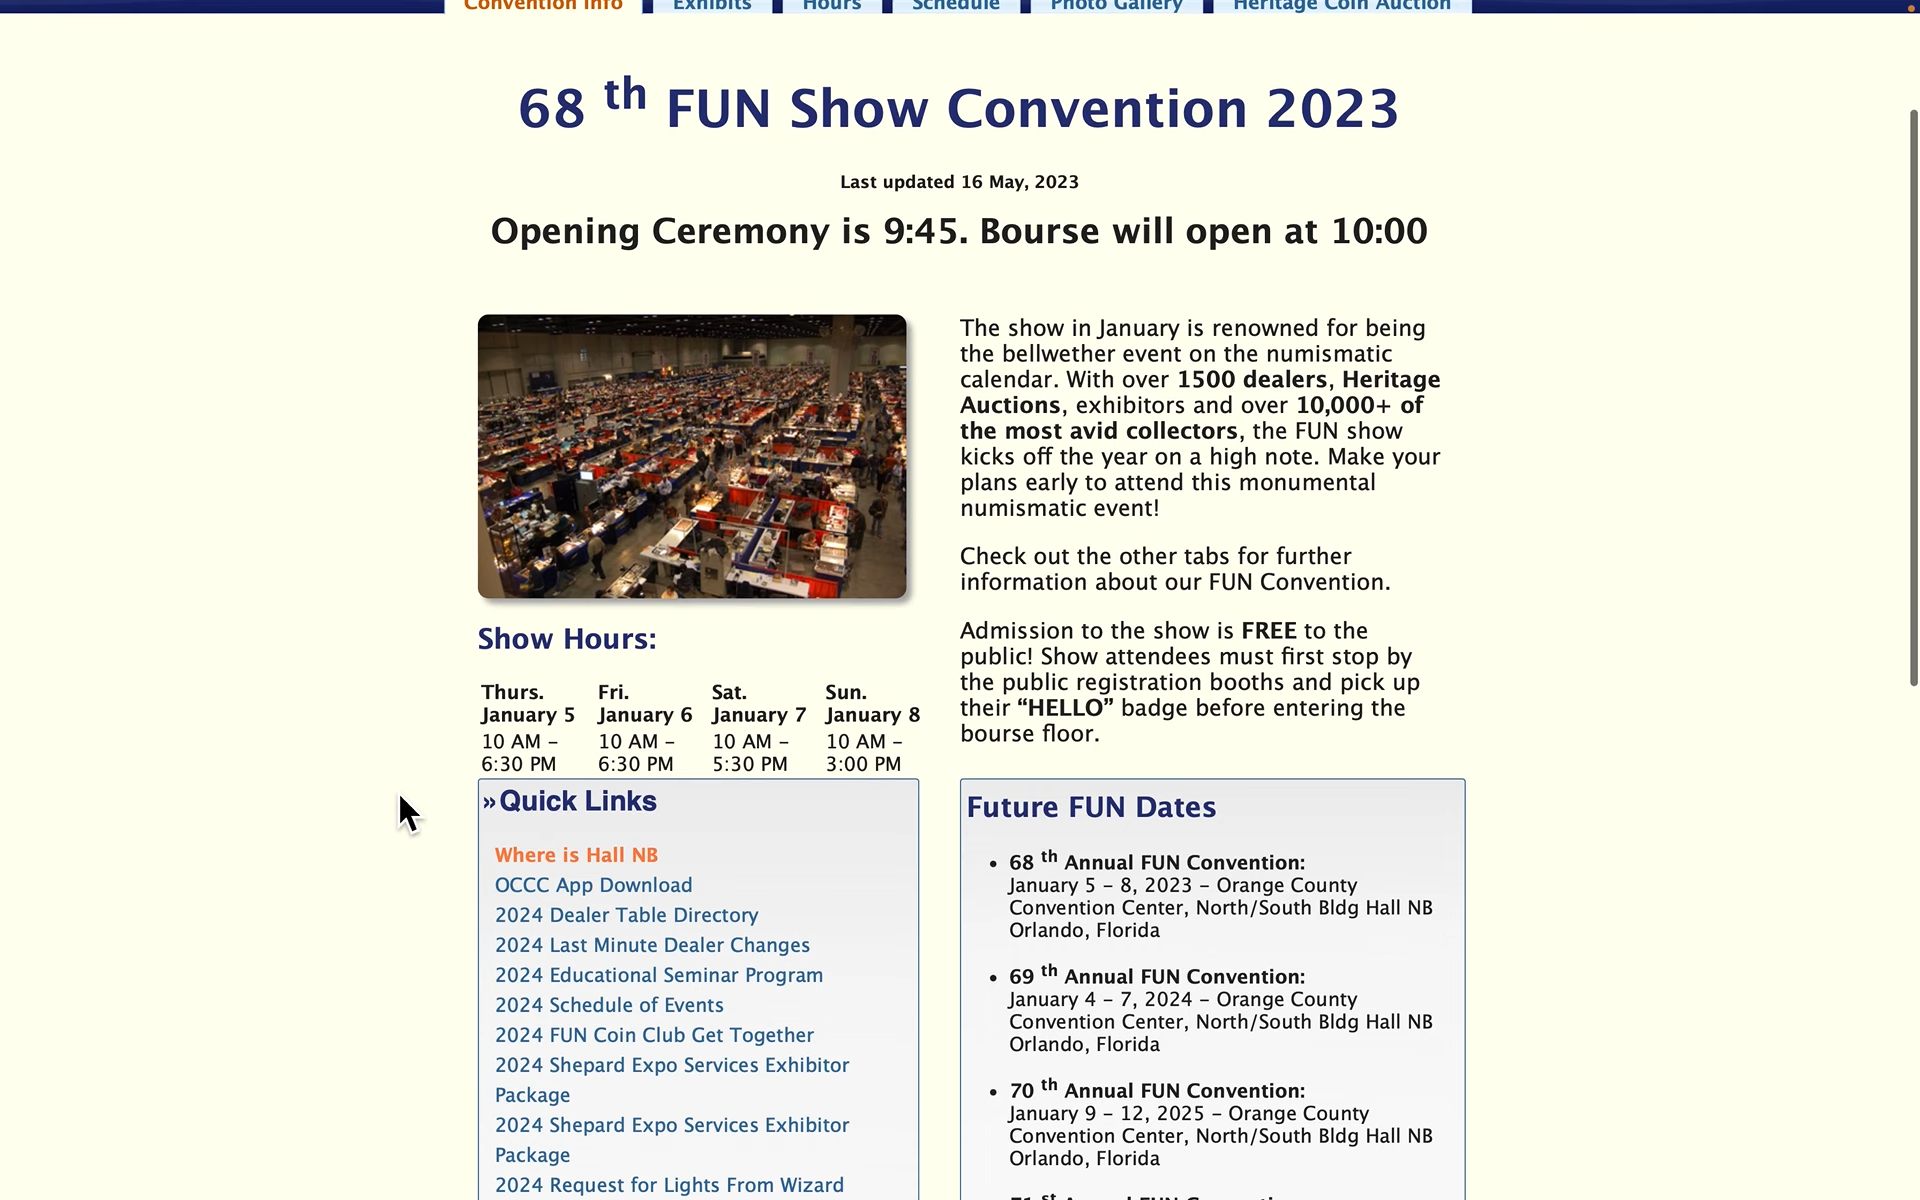 Convention Info Exhibits Hours Schedule Photo Gallery Heritage Coin Auction
68 th FUN Show Convention 2023
Last updated 16 May, 2023
Opening Ceremony is 9:45. Bourse will open at 10:00
The show in January is renowned for being
the bellwether event on the numismatic
calendar. With over 1500 dealers, Heritage
Auctions, exhibitors and over 10,000+ of
the most avid collectors, the FUN show
kicks off the year on a high note. Make your
plans early to attend this monumental
numismatic event!
Check out the other tabs for further
information about our FUN Convention.
Admission to the show is FREE to the
public! Show attendees must first stop by
the public registration booths and pick up
their “HELLO” badge before entering the
bourse floor.
Show Hours:
Thurs. Fri. Sat. Sun.
January 5 January 6 January 7 January 8
10 AM – 10 AM – 10 AM – 10 AM –
6:30 PM 6:30 PM 5:30 PM 3:00 PM
»Quick Links
Where is Hall NB
OCCC App Download
2024 Dealer Table Directory
2024 Last Minute Dealer Changes
2024 Educational Seminar Program
2024 Schedule of Events
2024 FUN Coin Club Get Together
2024 Shepard Expo Services Exhibitor
Package
2024 Shepard Expo Services Exhibitor
Package
2024 Request for Lights From Wizard
Future FUN Dates
• 68 th Annual FUN Convention:
January 5 – 8, 2023 – Orange County
Convention Center, North/South Bldg Hall NB
Orlando, Florida
• 69 th Annual FUN Convention:
January 4 – 7, 2024 – Orange County
Convention Center, North/South Bldg Hall NB
Orlando, Florida
• 70 th Annual FUN Convention:
January 9 – 12, 2025 – Orange County
Convention Center, North/South Bldg Hall NB
Orlando, Florida